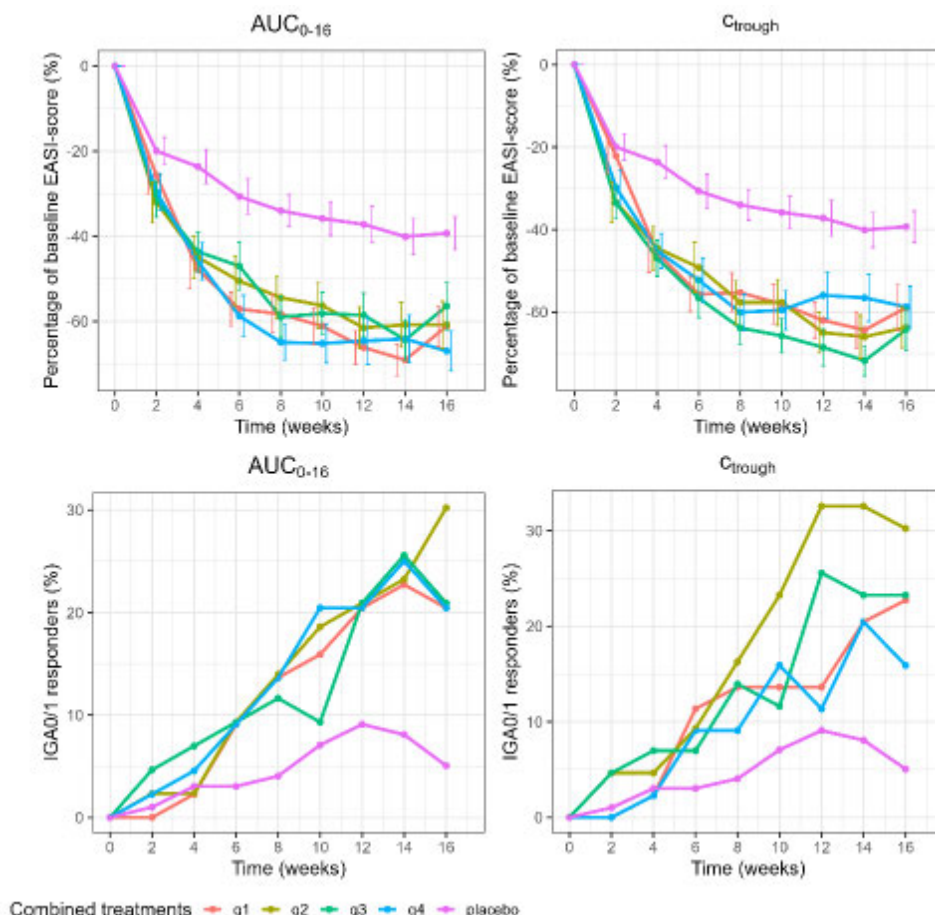 AUC0-16
Ctrough
Percentage of baseline EASI-score (%)
0
-20
-40
-60
0 2 4 6 8 10 12 14 16
Time (weeks)
Percentage of baseline EASI-score (%)
0
-20
-40
-60
0 2 4 6 8 10 12 14 16
Time (weeks)
AUC0-16
Ctrough
IGA0/1 responders (%)
30
20
10
0
0 2 4 6 8 10 12 14 16
Time (weeks)
IGA0/1 responders (%)
30
20
10
0
0 2 4 6 8 10 12 14 16
Time (weeks)
Combined treatments q1 q2 q3 q4 placebo